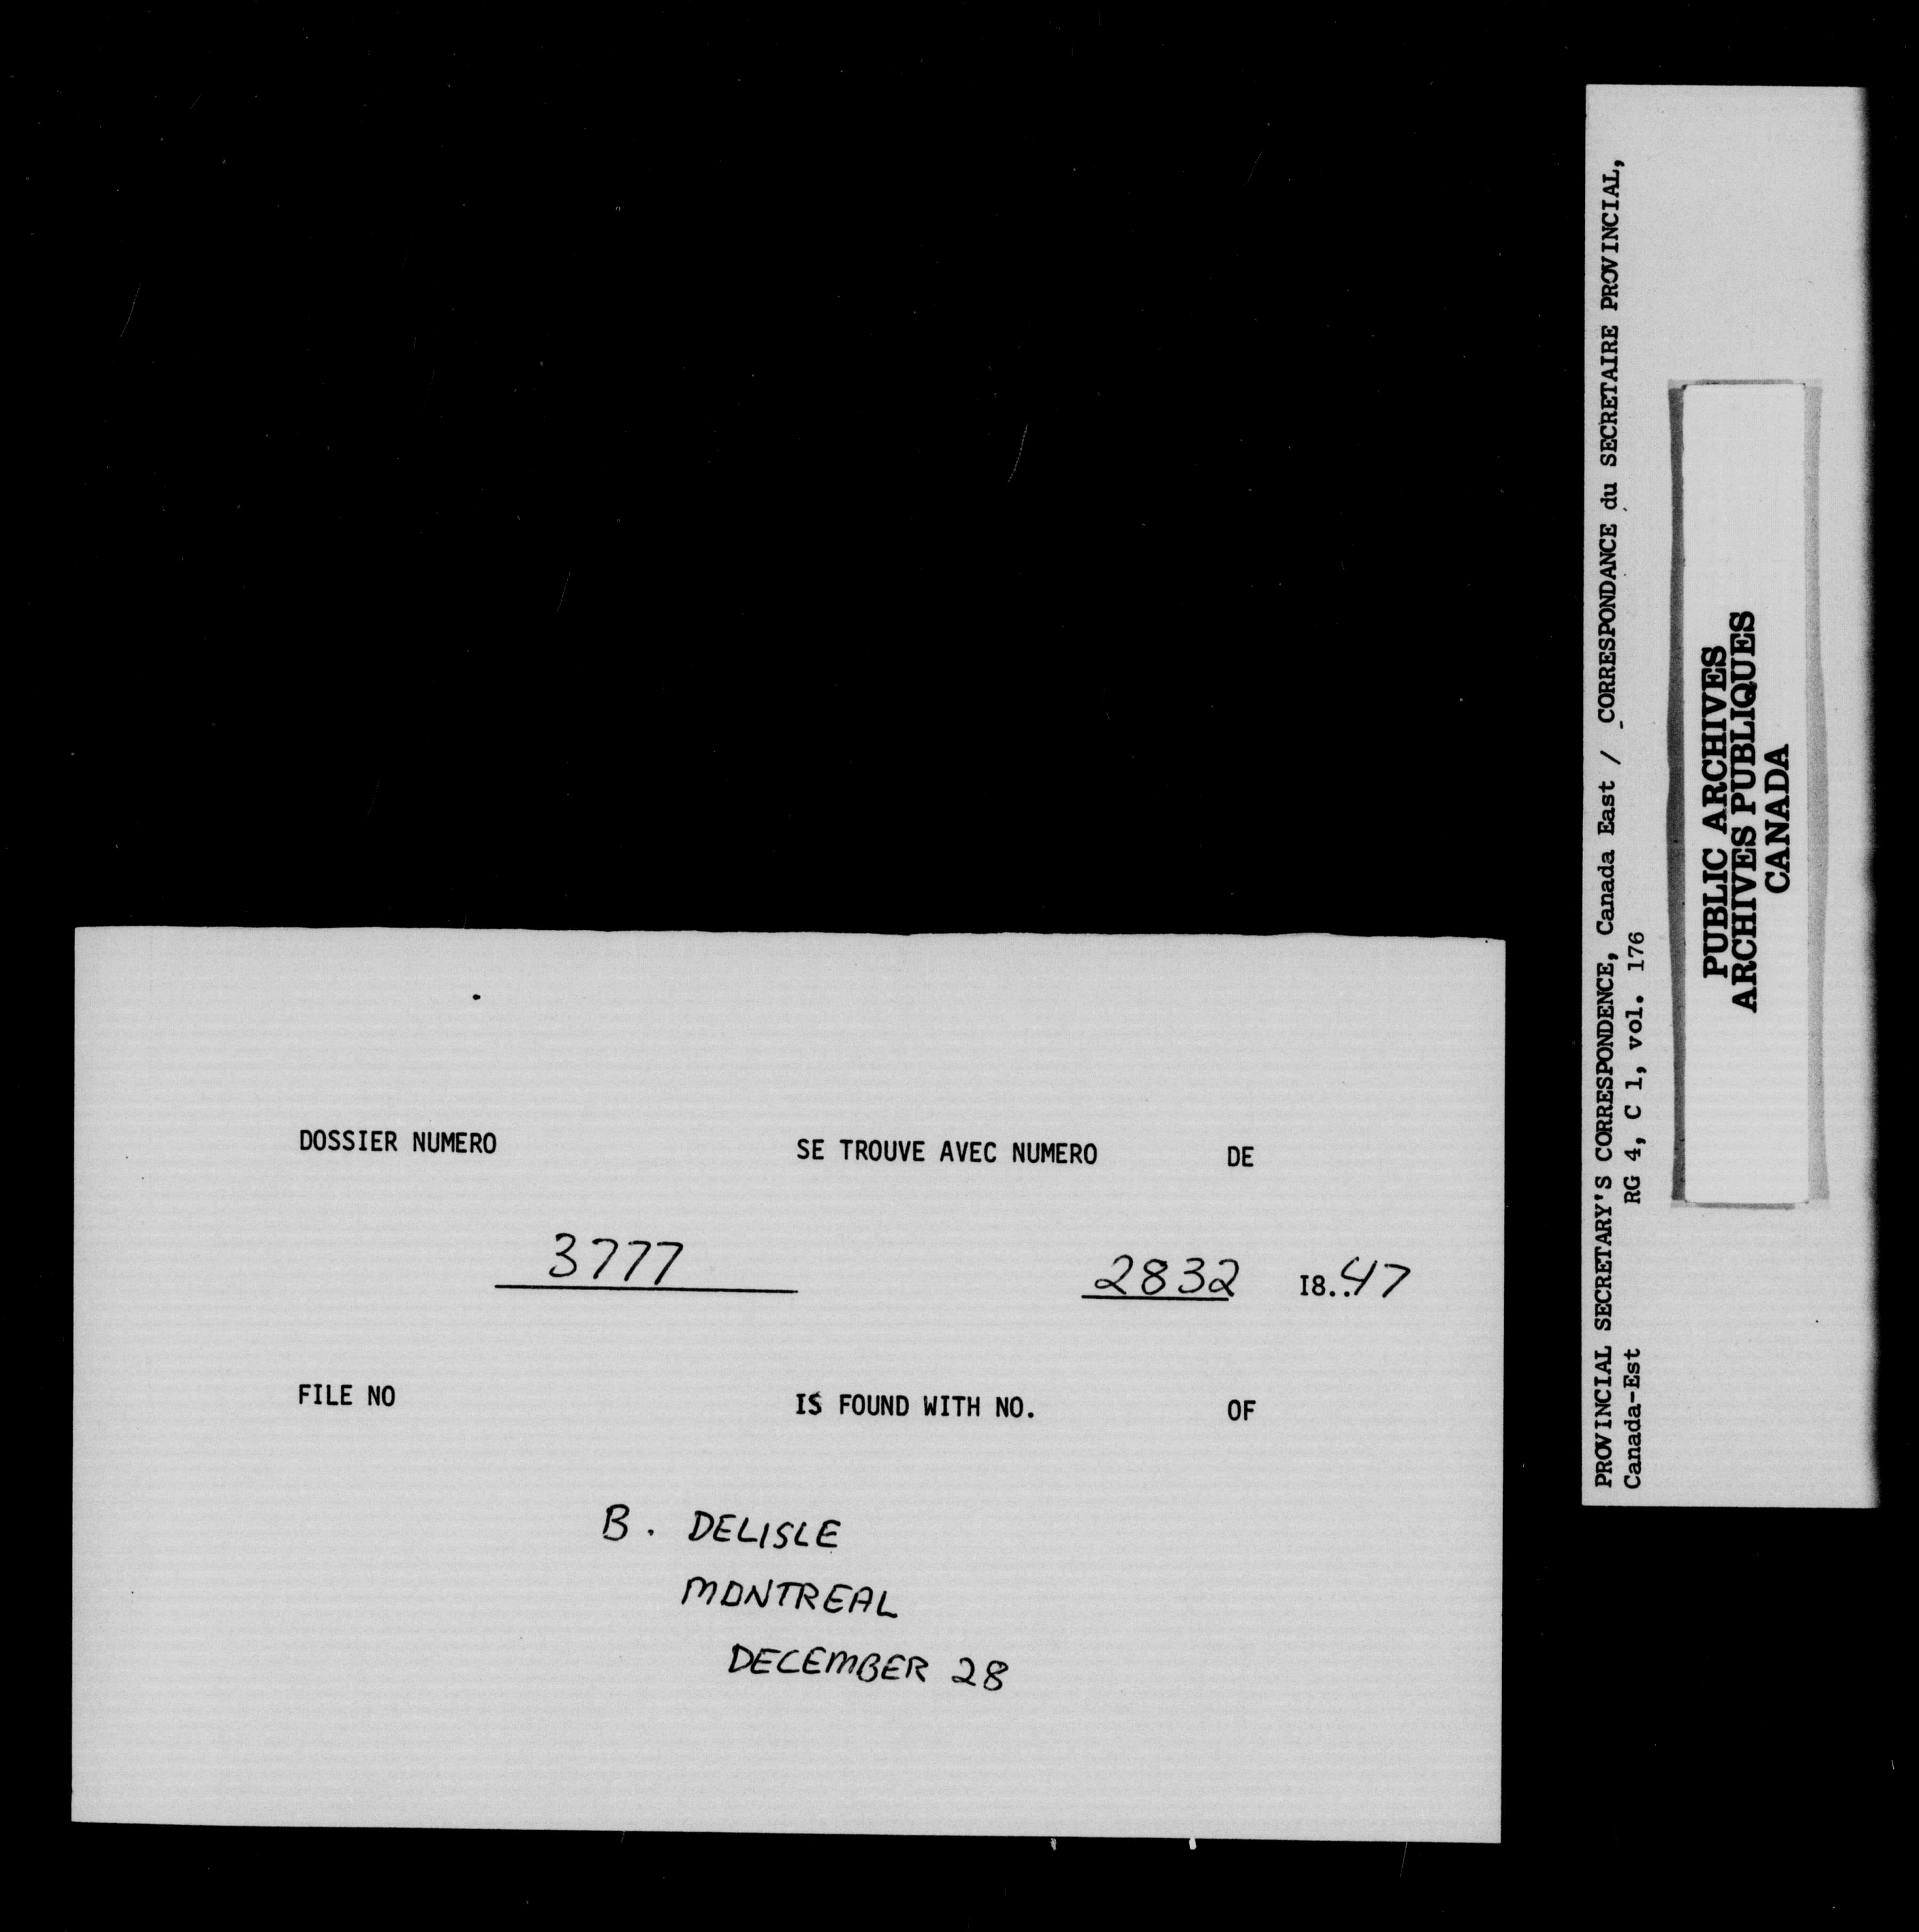 DOSSIER NUMERO SE TROUVE AVEC NUMERO DE
3777 2832 I8..47
FILE NO IS FOUND WITH NO. OF
B. DELISLE
MONTREAL
DECEMBER 28
PROVINCIAL SECRETARY'S CORRESPONDENCE, Canada East / CORRESPONDANCE du SECRETAIRE PROVINCIAL,
Canada-Est RG 4, C 1, vol. 176
PUBLIC ARCHIVES
ARCHIVES PUBLIQUES
CANADA